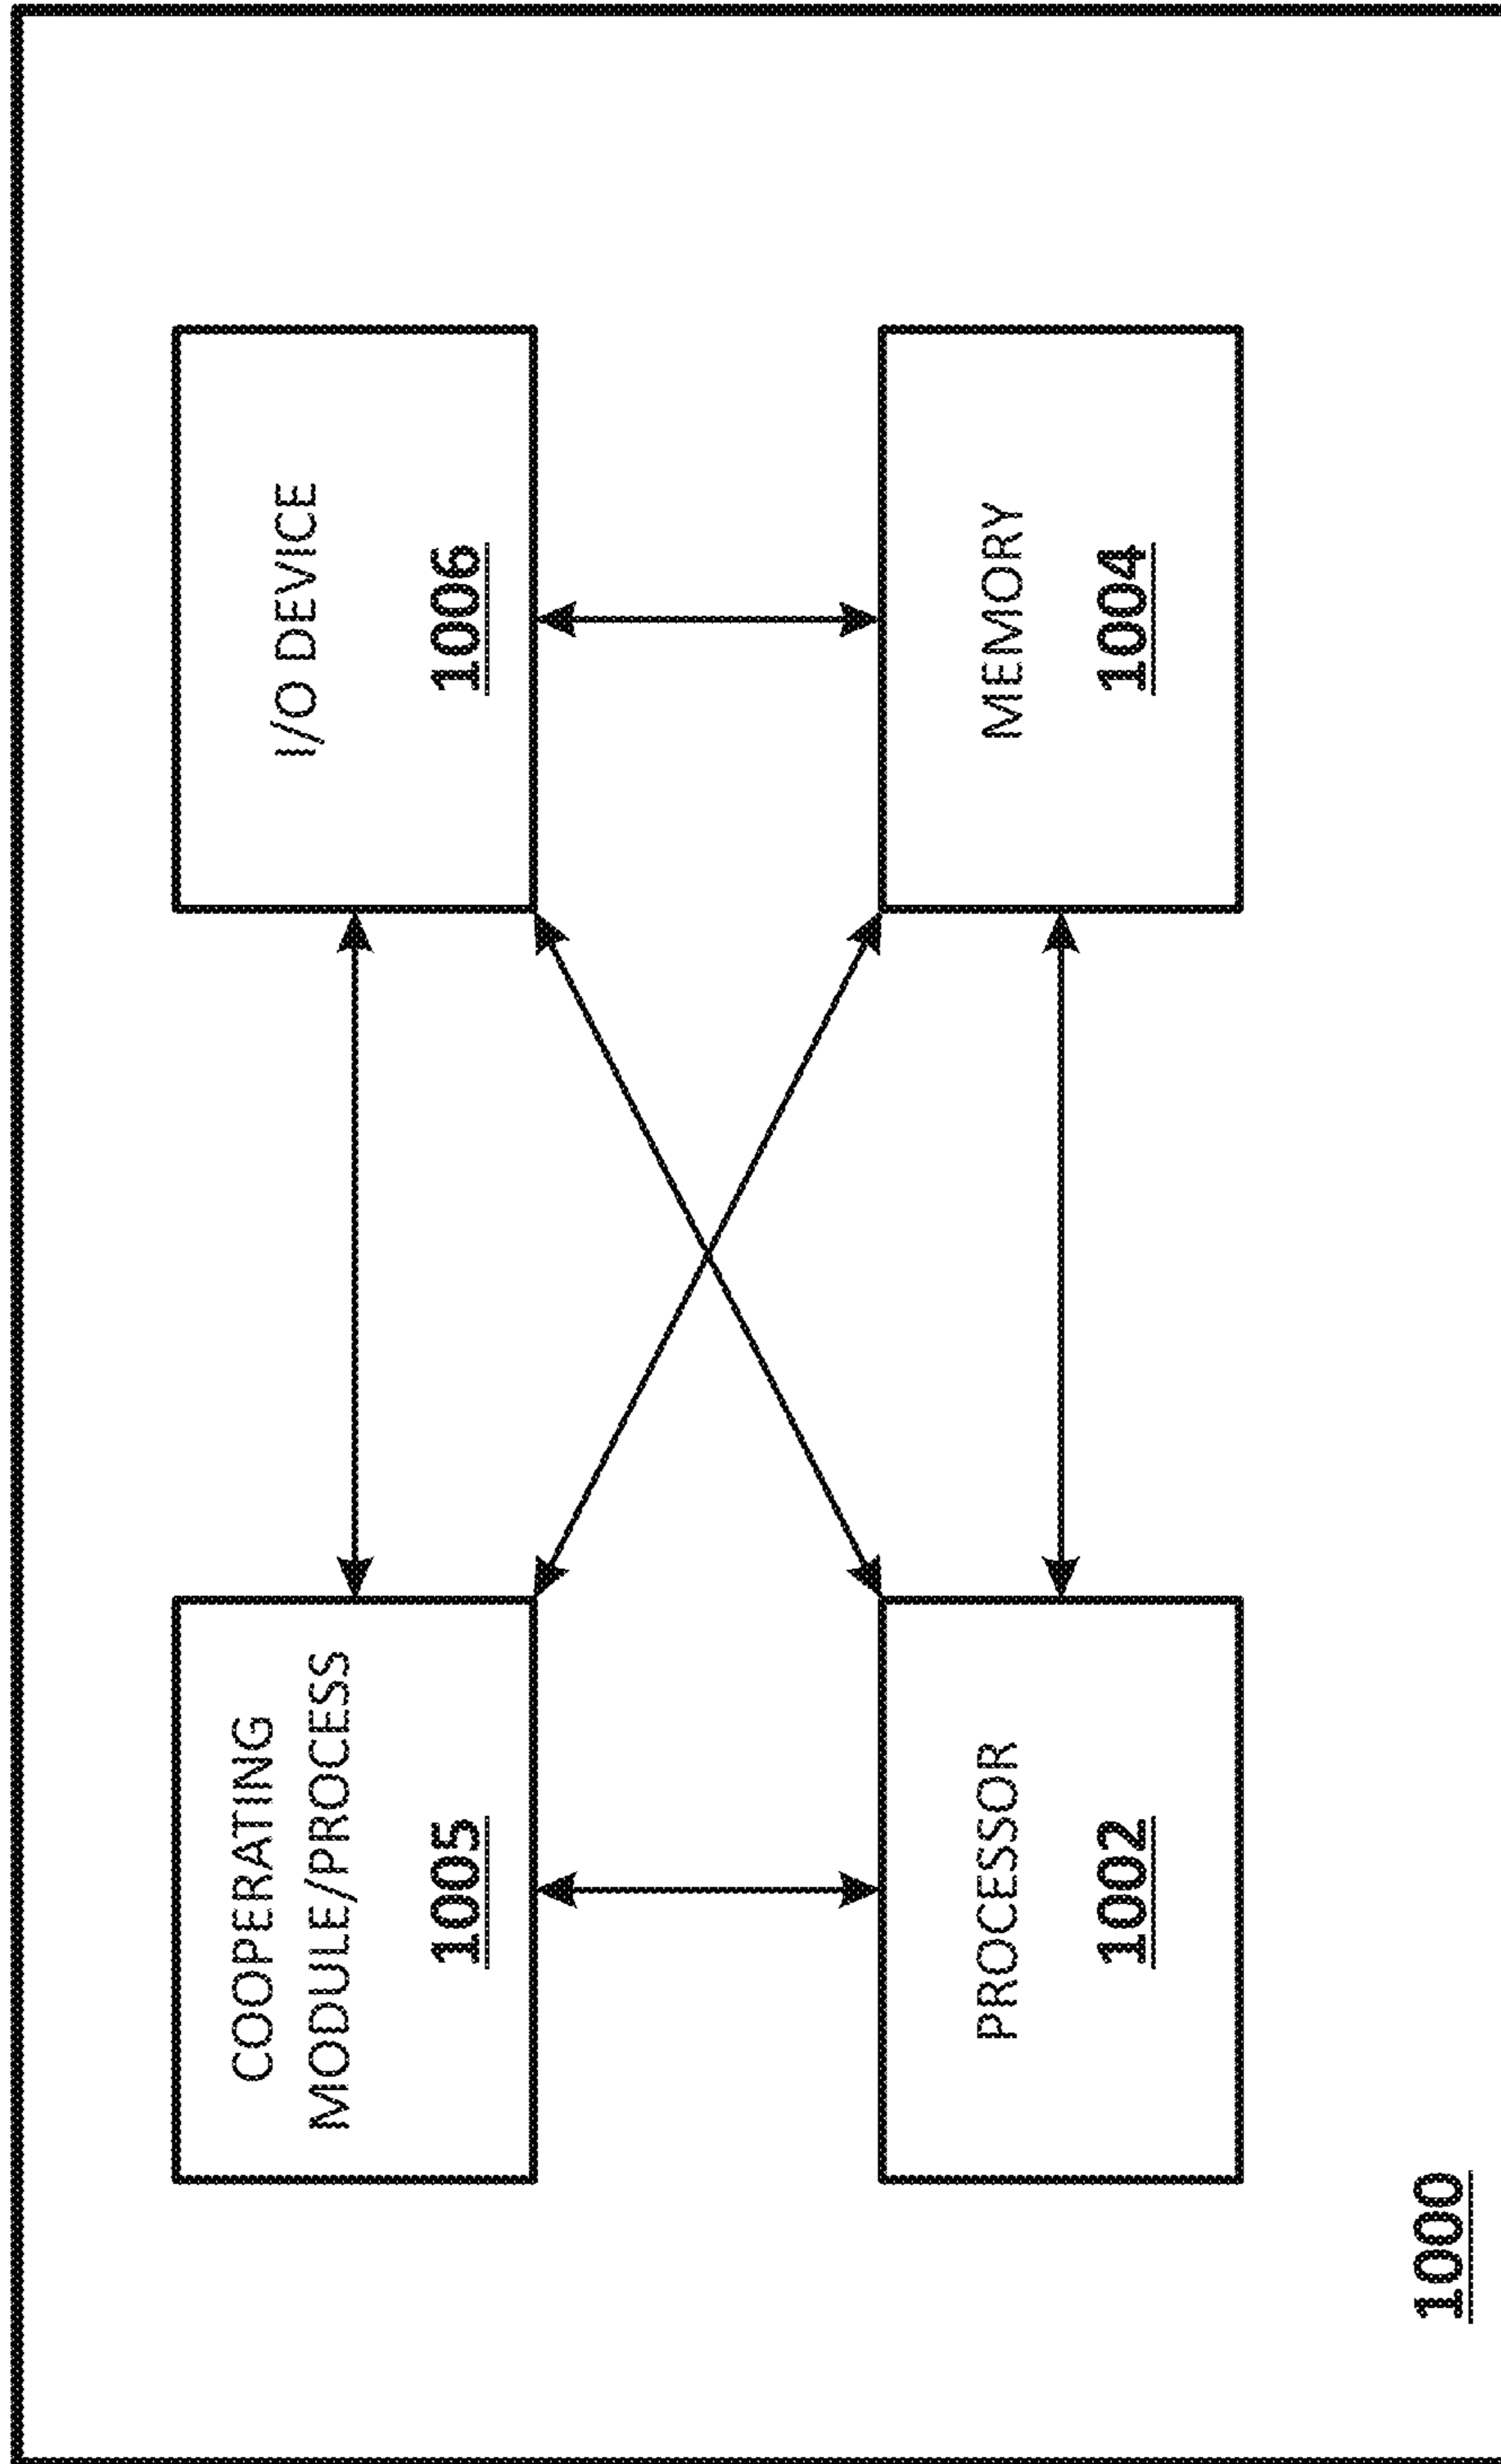 COOPERATING
MODULE/PROCESS
1005
I/O DEVICE
1006
PROCESSOR
1002
MEMORY
1004
1000